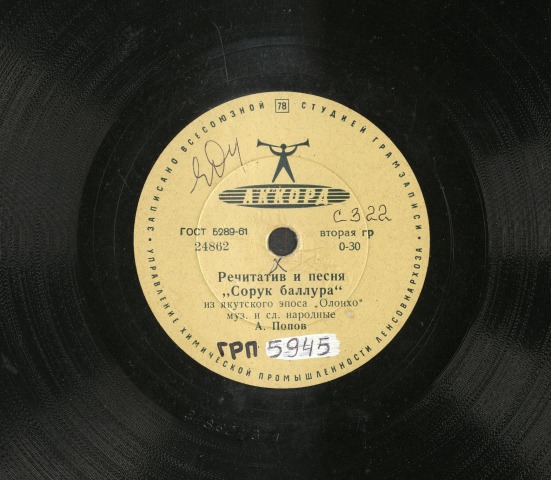 ЗАПИСАНО ВСЕСОЮЗНОЙ 78 СТУДИЕЙ ГРАМЗАПИСИ
АККОРД
с 322
ГОСТ 5289-61
вторая гр
24862
0-30
Х
Речитатив и песня
„Сорук баллура“
из якутского эпоса „Олонхо“
муз. и сл. народные
А. Попов
ГРП 5945
УПРАВЛЕНИЕ ХИМИЧЕСКОЙ ПРОМЫШЛЕННОСТИ ЛЕНСОВНАРХОЗА